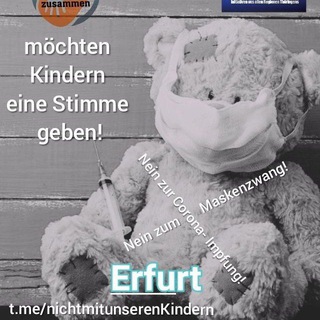 zusammen
möchten
Kindern
eine Stimme
geben!
Nein zur Corona- Impfung!
Nein zum Maskenzwang!
Erfurt
t.me/nichtmitunserenKindern